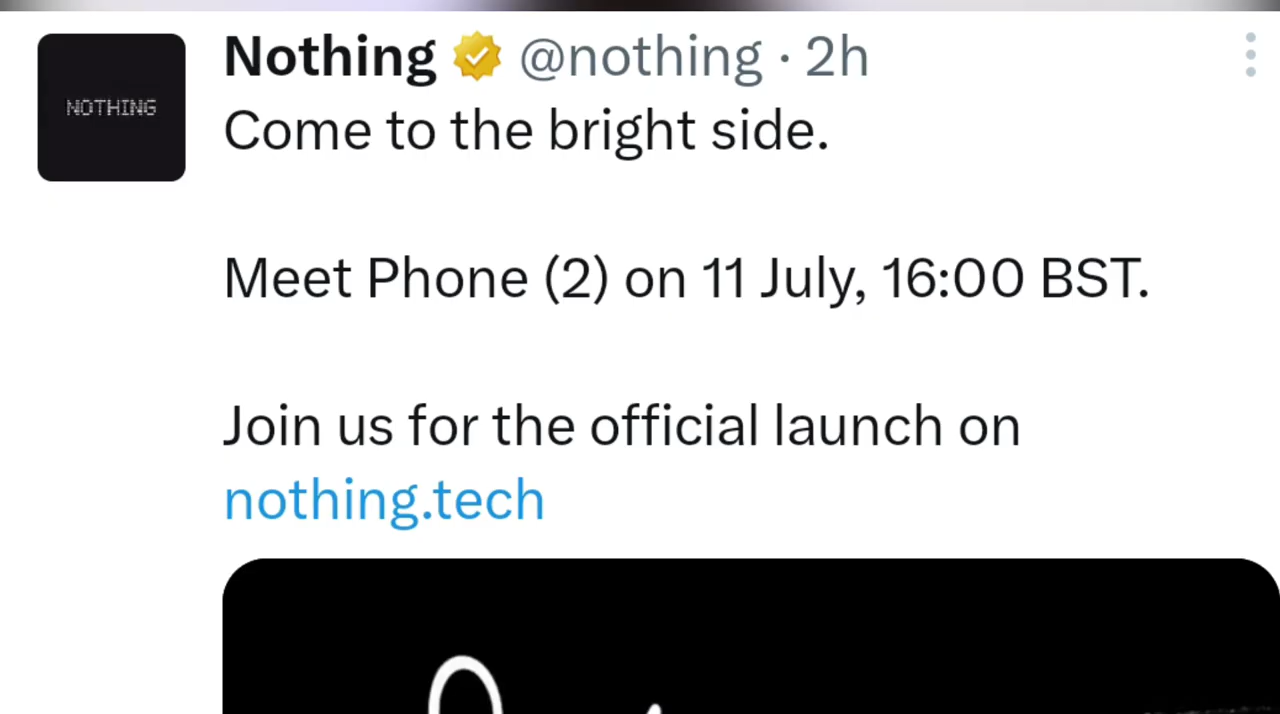 NOTHING
Nothing @nothing · 2h
Come to the bright side.
Meet Phone (2) on 11 July, 16:00 BST.
Join us for the official launch on
nothing.tech